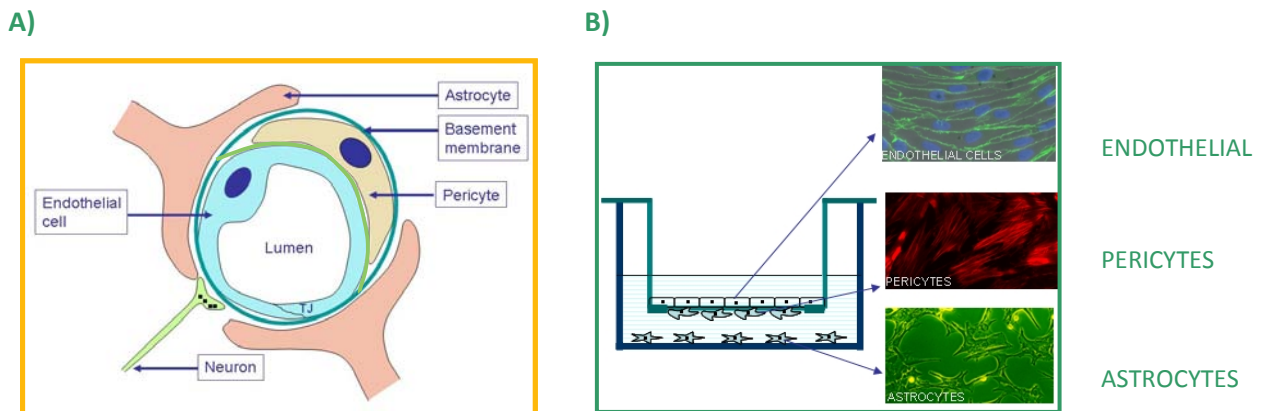 A)
Astrocyte
Basement
membrane
Pericyte
Endothelial
cell
Lumen
TJ
Neuron
B)
ENDOTHELIAL CELLS
ENDOTHELIAL
PERICYTES
PERICYTES
ASTROCYTES
ASTROCYTES